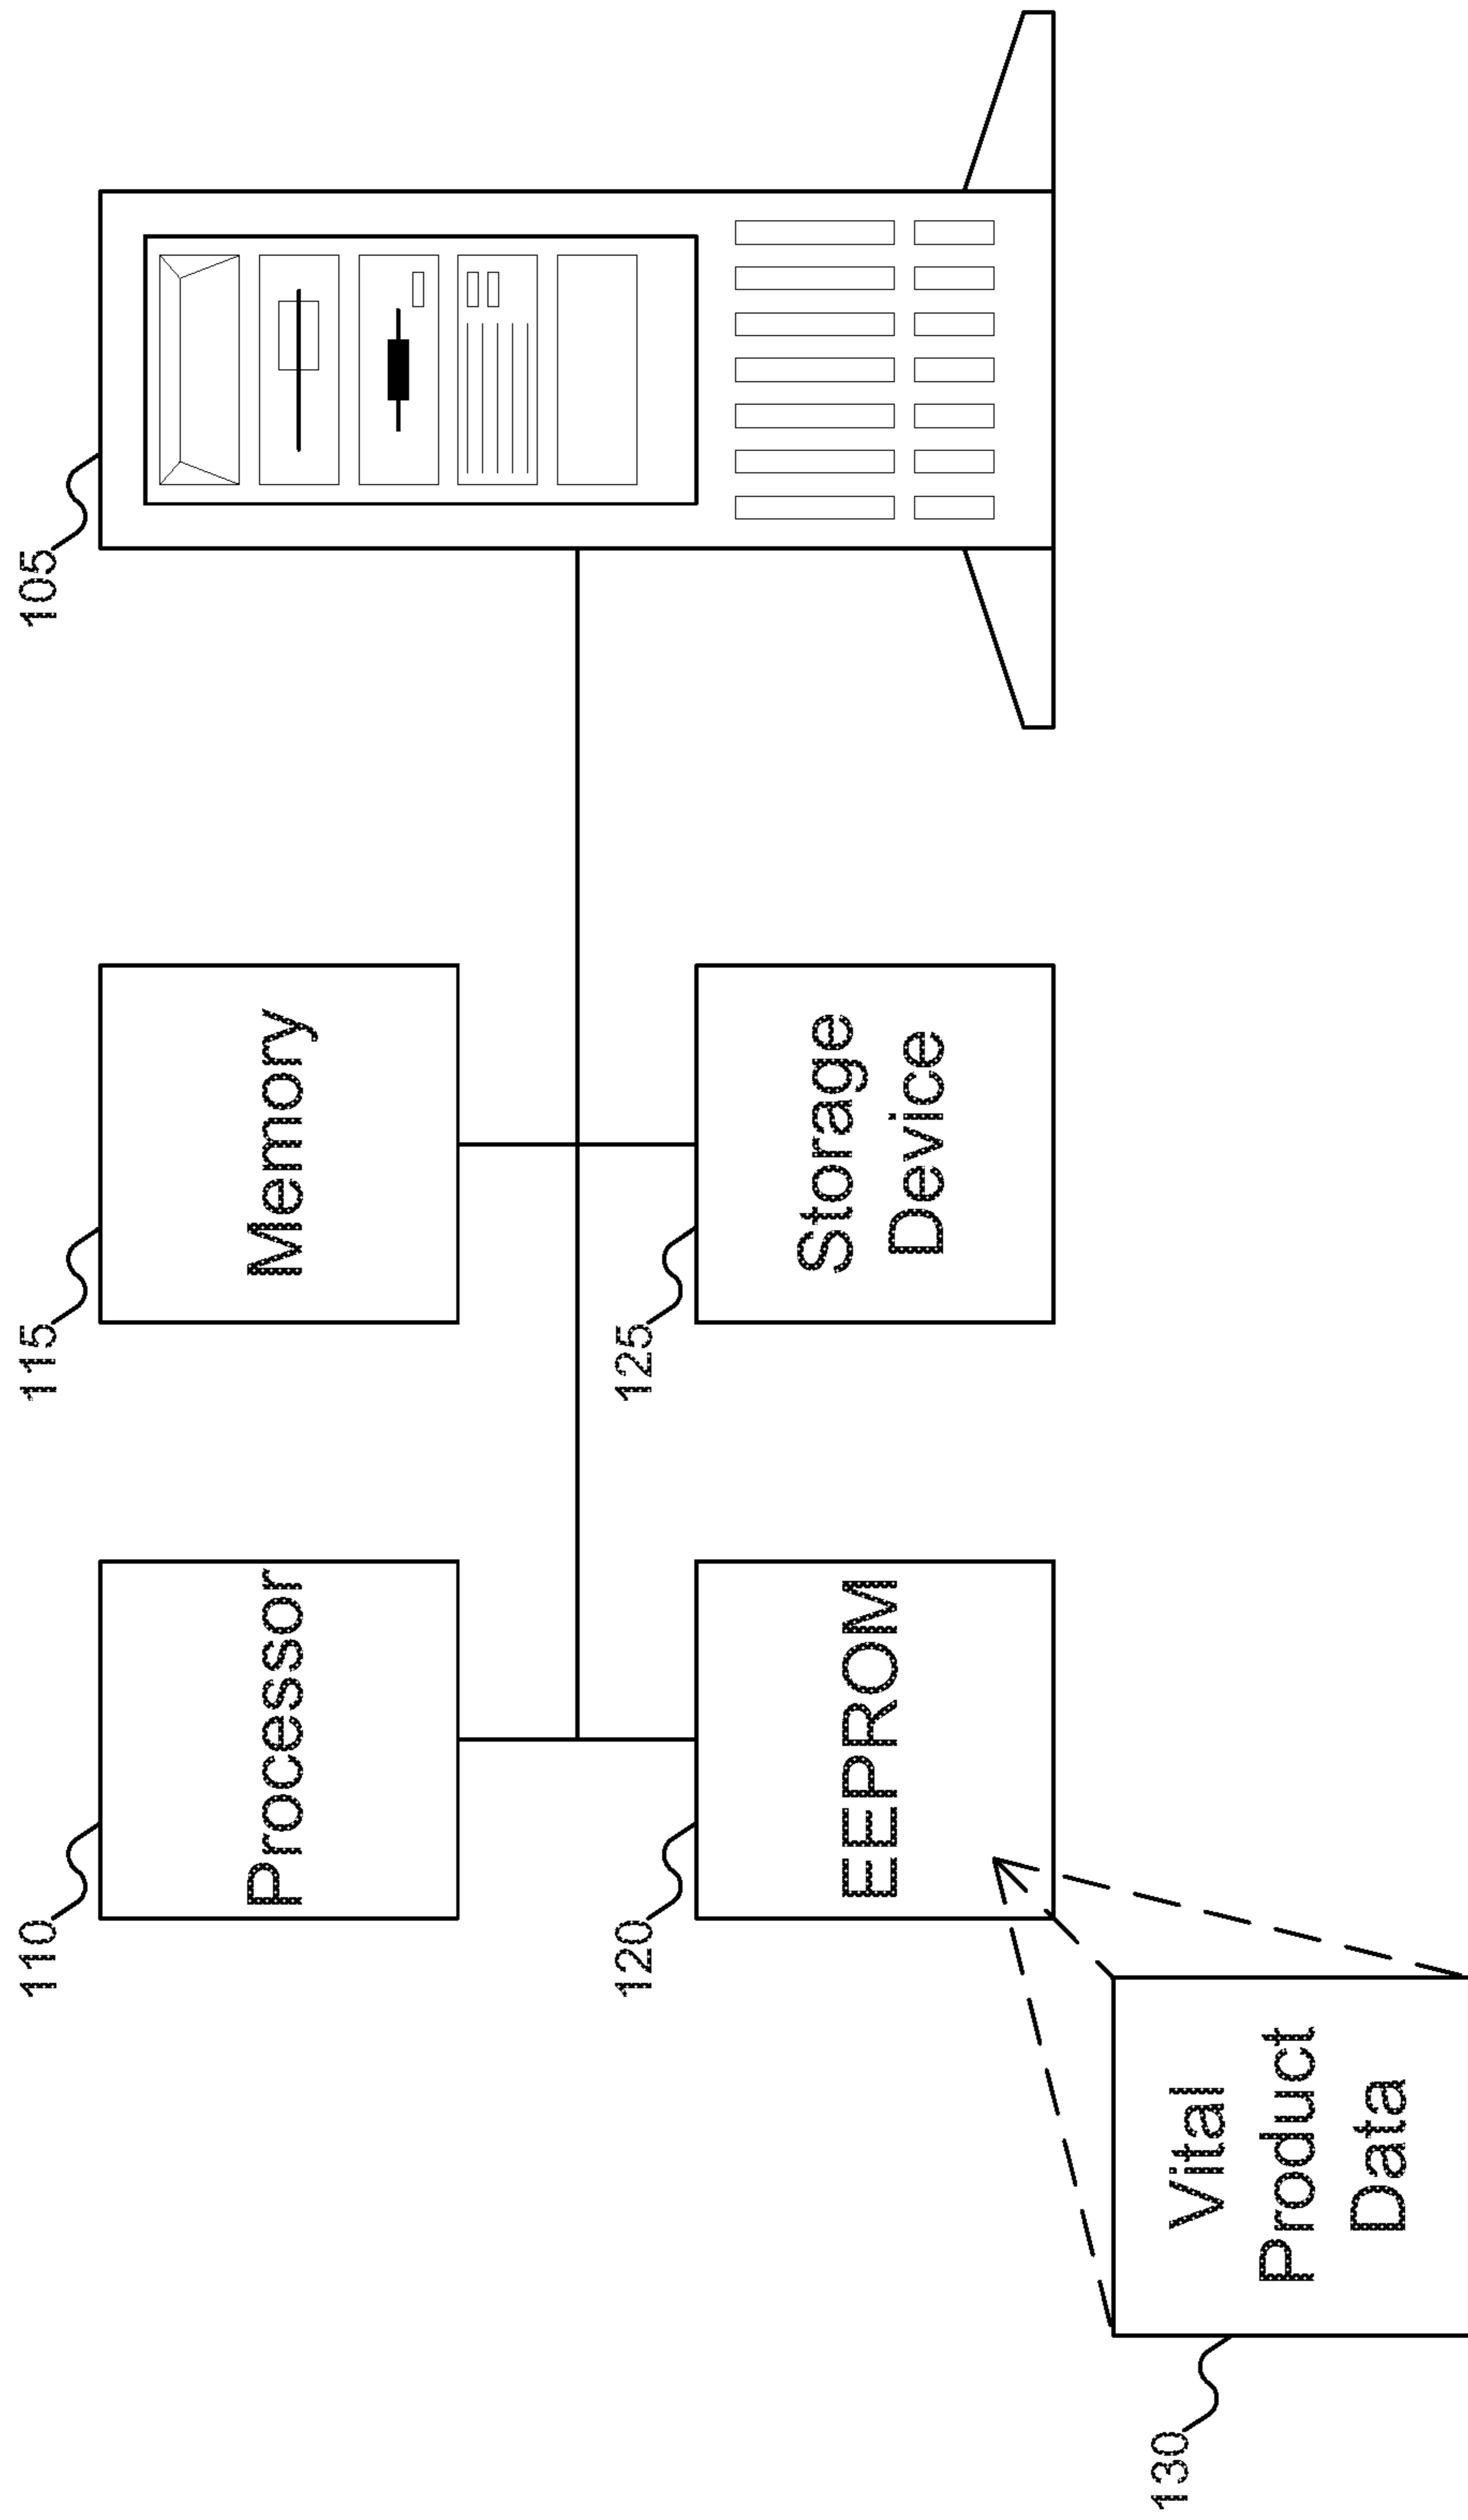 110
Processor
115
Memory
105
120
EEPROM
125
Storage
Device
130
Vital
Product
Data